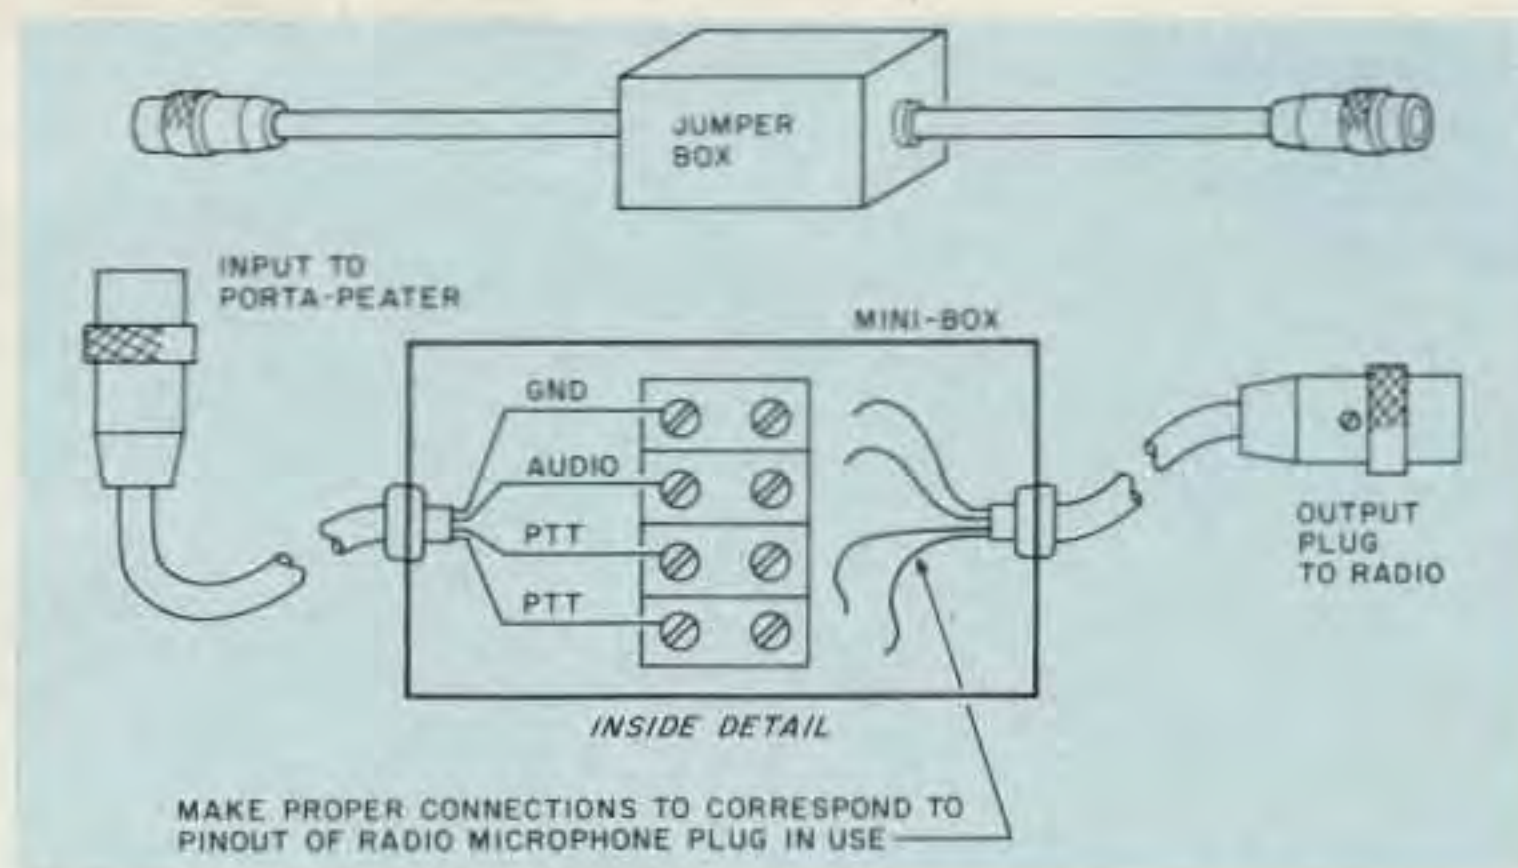 JUMPER
BOX
INPUT TO
PORTA-PEATER
MINI-BOX
GND
AUDIO
PTT
PTT
OUTPUT
PLUG
TO RADIO
INSIDE DETAIL
MAKE PROPER CONNECTIONS TO CORRESPOND TO
PINOUT OF RADIO MICROPHONE PLUG IN USE